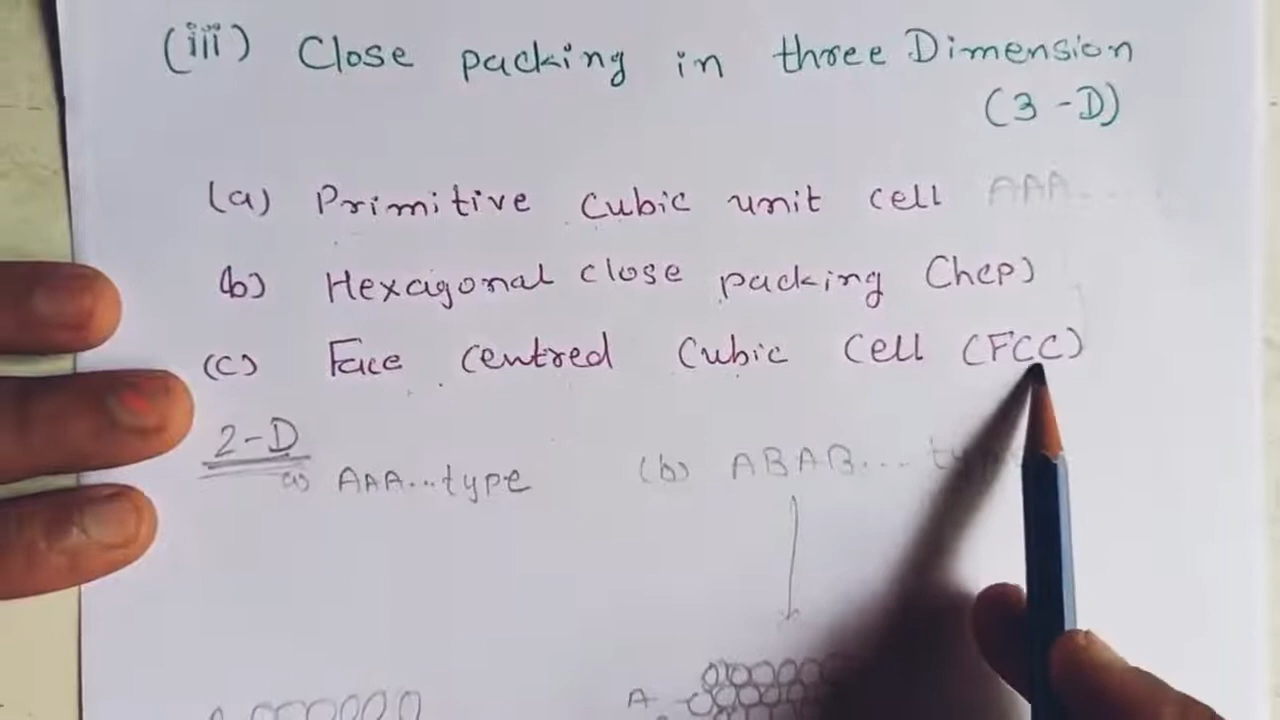 (iii) Close packing in three Dimension
(3-D)
(a) Primitive cubic unit cell AAA...
(b) Hexagonal close packing (hcp)
(c) Face centred cubic cell (FCC)
2-D
(a) AAA...type
(b) ABAB...
A